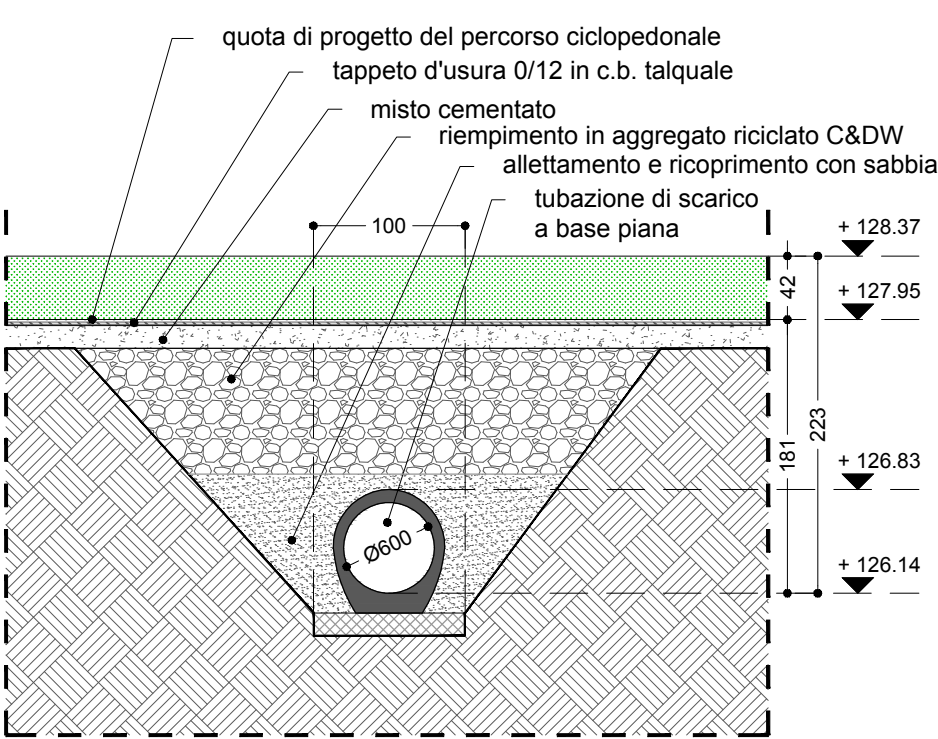 quota di progetto del percorso ciclopedonale
tappeto d'usura 0/12 in c.b. talquale
misto cementato
riempimento in aggregato riciclato C&DW
allettamento e ricoprimento con sabbia
tubazione di scarico
a base piana
100
+ 128.37
42
+ 127.95
223
181
+ 126.83
Ø600
+ 126.14